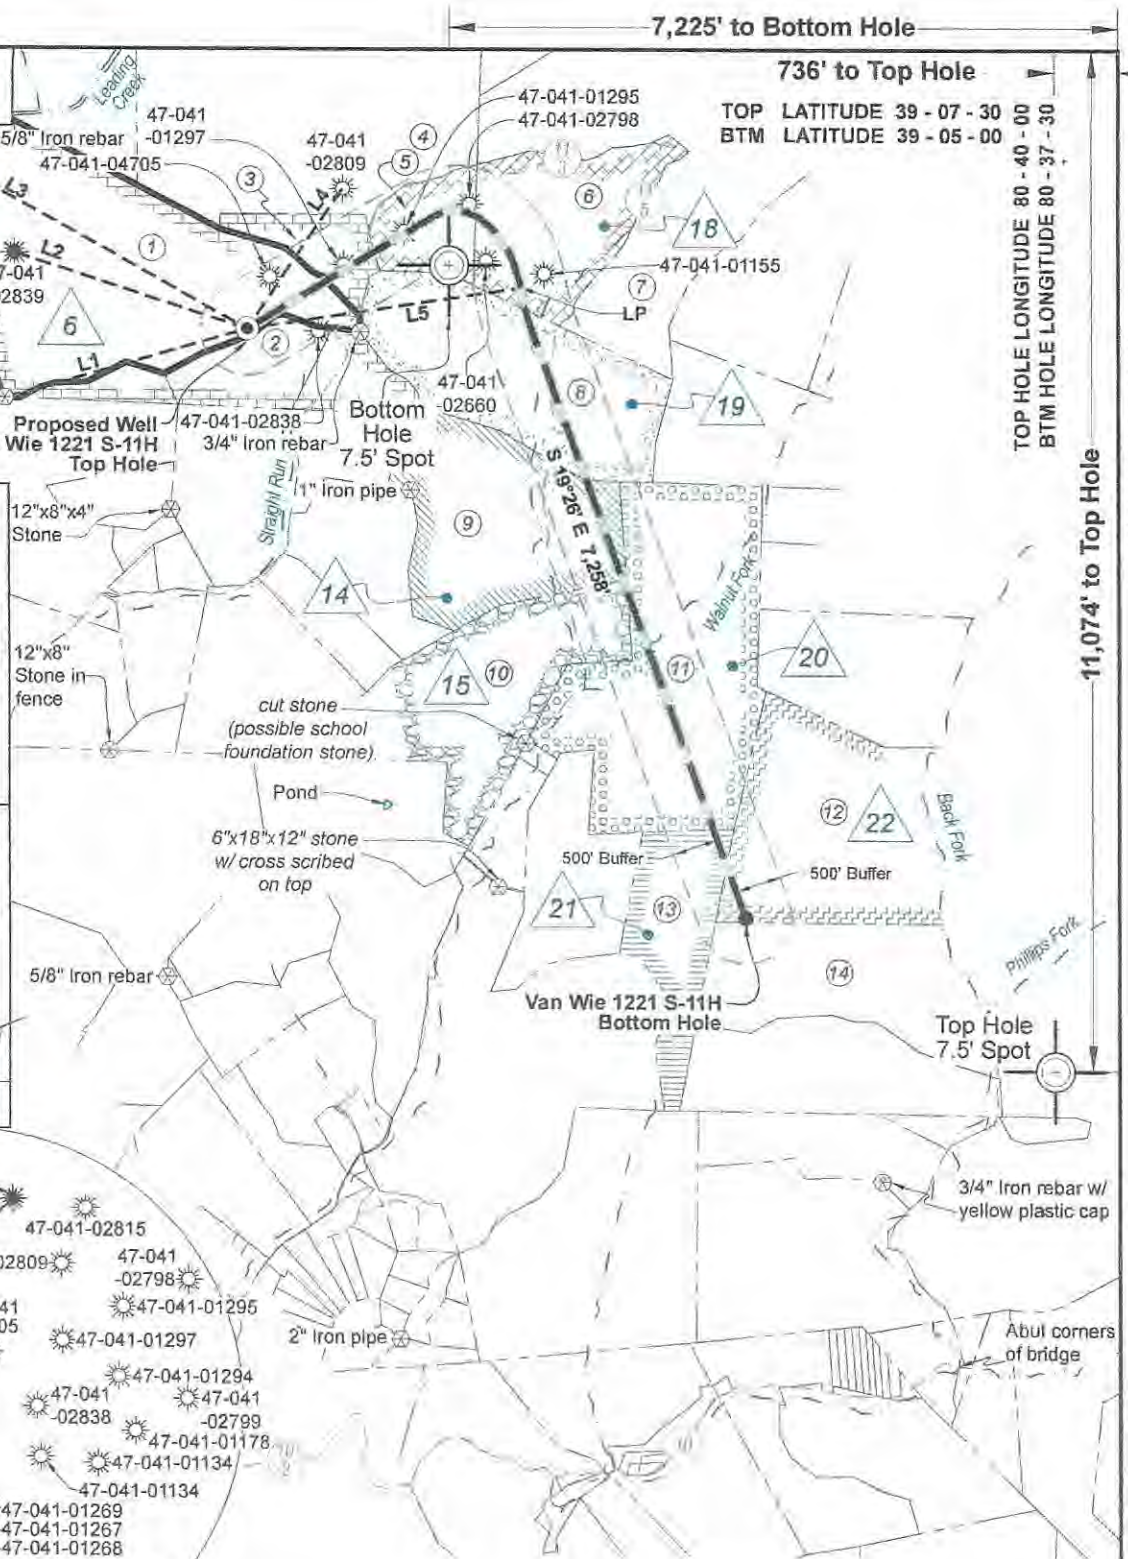 7,225' to Bottom Hole
736' to Top Hole
TOP LATITUDE 39 - 07 - 30
BTM LATITUDE 39 - 05 - 00
TOP HOLE LONGITUDE 80 - 40 - 00
BTM HOLE LONGITUDE 80 - 37 - 30
11,074' to Top Hole
Leading
Creek
47-041
-01297
5/8" Iron rebar
47-041-04705
47-041
-02809
47-041-01295
47-041-02798
3
4
5
6
18
L3
L4
L2
1
47-041-01155
7
-02839
6
L5
LP
L1
2
47-041
-02660
8
19
Proposed Well
Wie 1221 S-11H
Top Hole
47-041-02838
3/4" Iron rebar
Bottom
Hole
7.5' Spot
S 19°26' E 7,258'
12"x8"x4"
Stone
Straight Run
1" Iron pipe
9
14
Walnut Fork
12"x8"
Stone in
fence
15
10
11
20
cut stone
(possible school
foundation stone)
Pond
12
22
Back Fork
6"x18"x12" stone
w/ cross scribed
on top
500' Buffer
500' Buffer
21
13
14
Phillips Fork
5/8" Iron rebar
Van Wie 1221 S-11H
Bottom Hole
Top Hole
7.5' Spot
3/4" Iron rebar w/
yellow plastic cap
47-041-02815
02809
47-041
-02798
47-041-01295
41
05
47-041-01297
2" Iron pipe
Abut corners
of bridge
47-041-01294
47-041
-02838
47-041
-02799
47-041-01178
47-041-01134
47-041-01134
47-041-01269
47-041-01267
47-041-01268